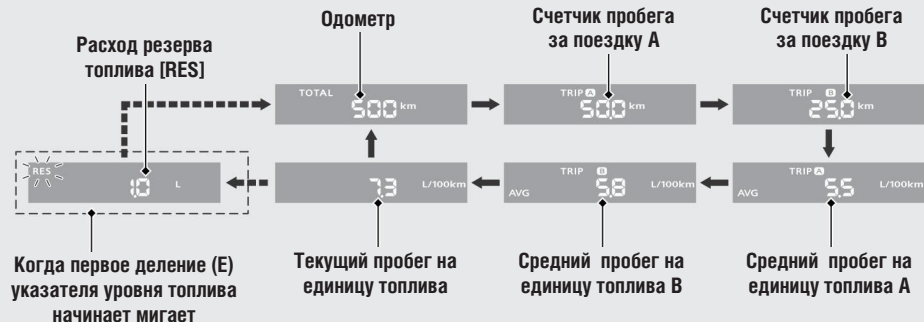 Одометр
Счетчик пробега
за поездку A
Счетчик пробега
за поездку B
Расход резерва
топлива [RES]
TOTAL
500 km
TRIP A
50.0 km
TRIP B
25.0 km
RES
1.0 L
7.3 L/100km
TRIP B
AVG 5.8 L/100km
TRIP A
AVG 5.5 L/100km
Когда первое деление (E)
указателя уровня топлива
начинает мигает
Текущий пробег на
единицу топлива
Средний пробег на
единицу топлива B
Средний пробег на
единицу топлива A